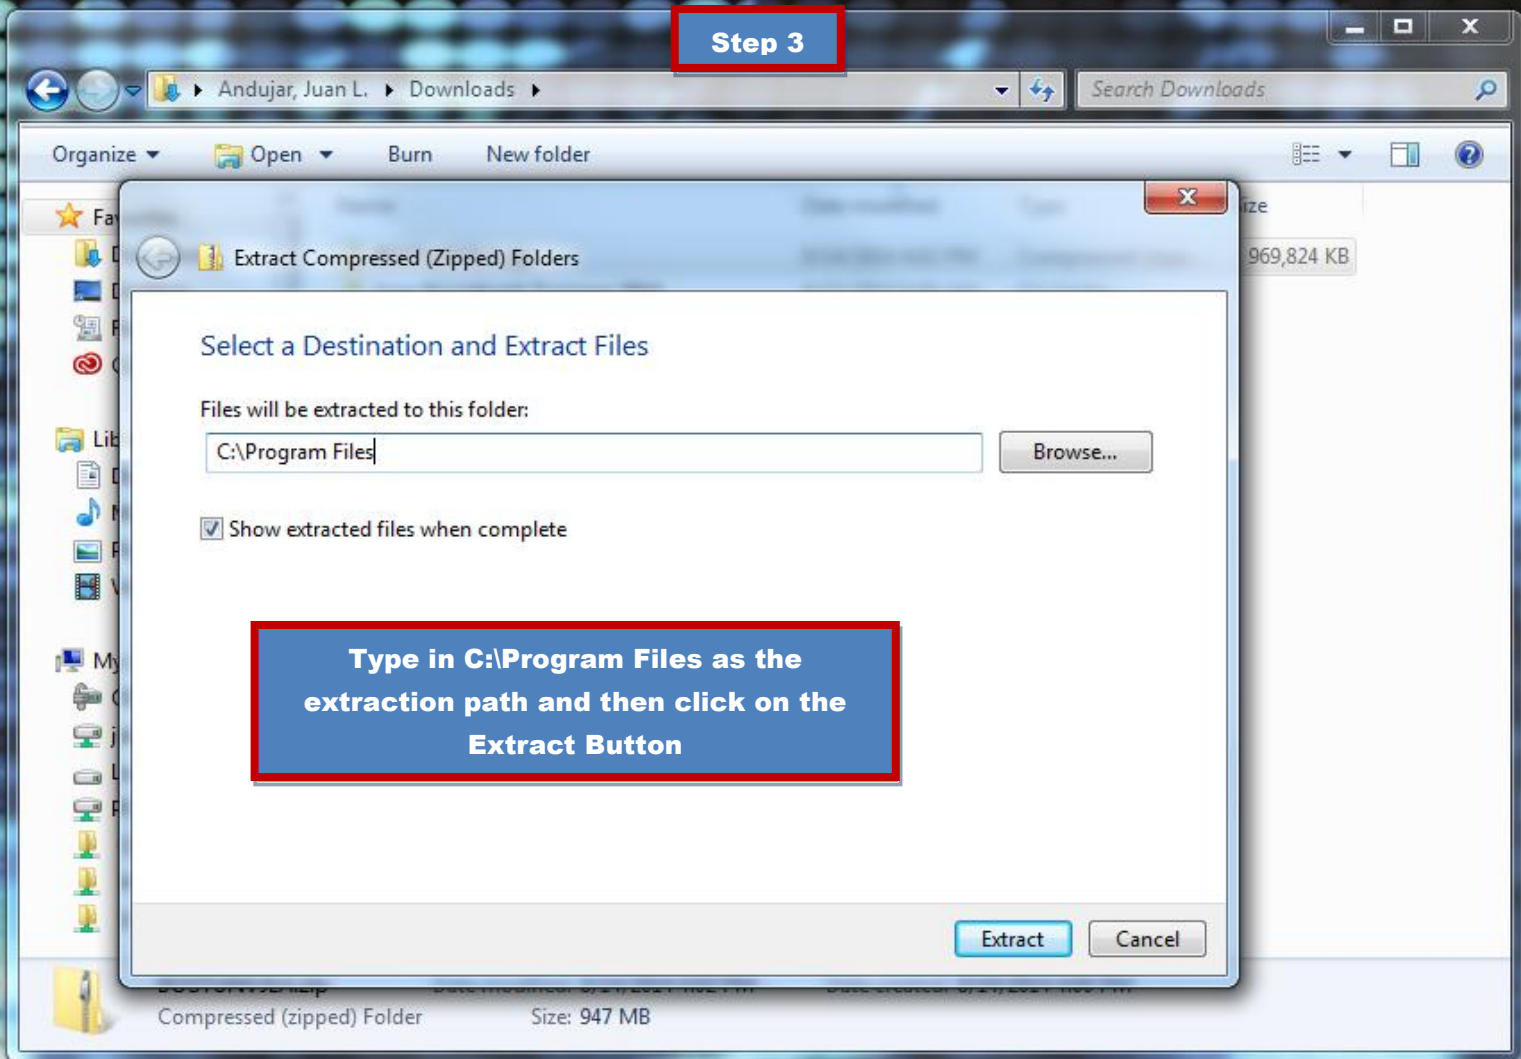 Step 3
Andujar, Juan L. Downloads
Search Downloads
Organize Open Burn New folder
Extract Compressed (Zipped) Folders
969,824 KB
Select a Destination and Extract Files
Files will be extracted to this folder:
C:\Program Files
Browse...
Show extracted files when complete
Type in C:\Program Files as the
extraction path and then click on the
Extract Button
Extract Cancel
Compressed (zipped) Folder Size: 947 MB